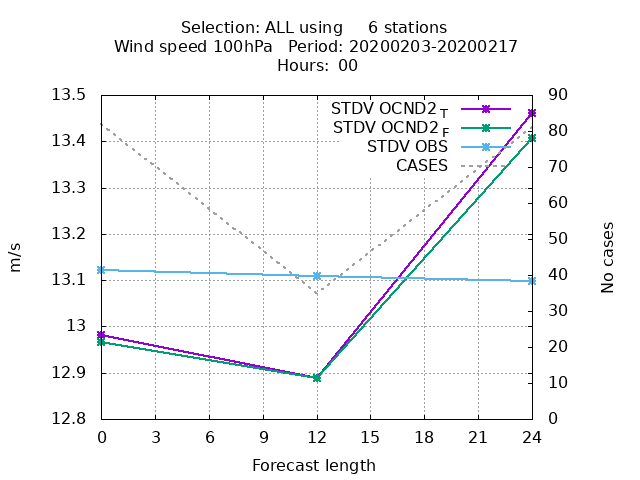 Selection: ALL using     6 stations
Wind speed 100hPa   Period: 20200203-20200217
Hours: 00
STDV OCND2_T
STDV OCND2_F
STDV OBS
CASES
m/s
13.5
13.4
13.3
13.2
13.1
13
12.9
12.8
90
80
70
60
50
40
30
20
10
0
No cases
0 3 6 9 12 15 18 21 24
Forecast length